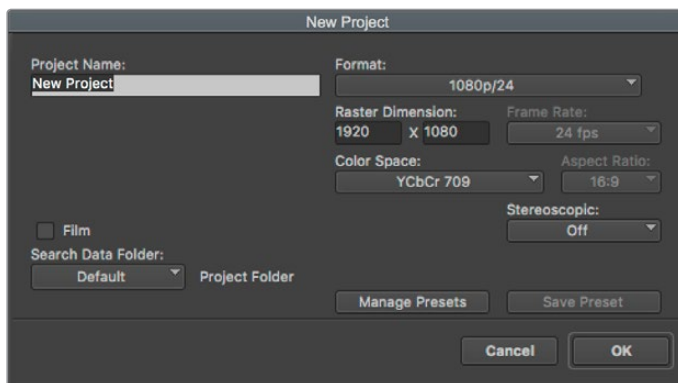 New Project
Project Name:
New Project
Format:
1080p/24
Raster Dimension:
Frame Rate:
1920 x 1080
24 fps
Color Space:
Aspect Ratio:
YCbCr 709
16:9
Stereoscopic:
Off
Film
Search Data Folder:
Default
Project Folder
Manage Presets
Save Preset
Cancel
OK